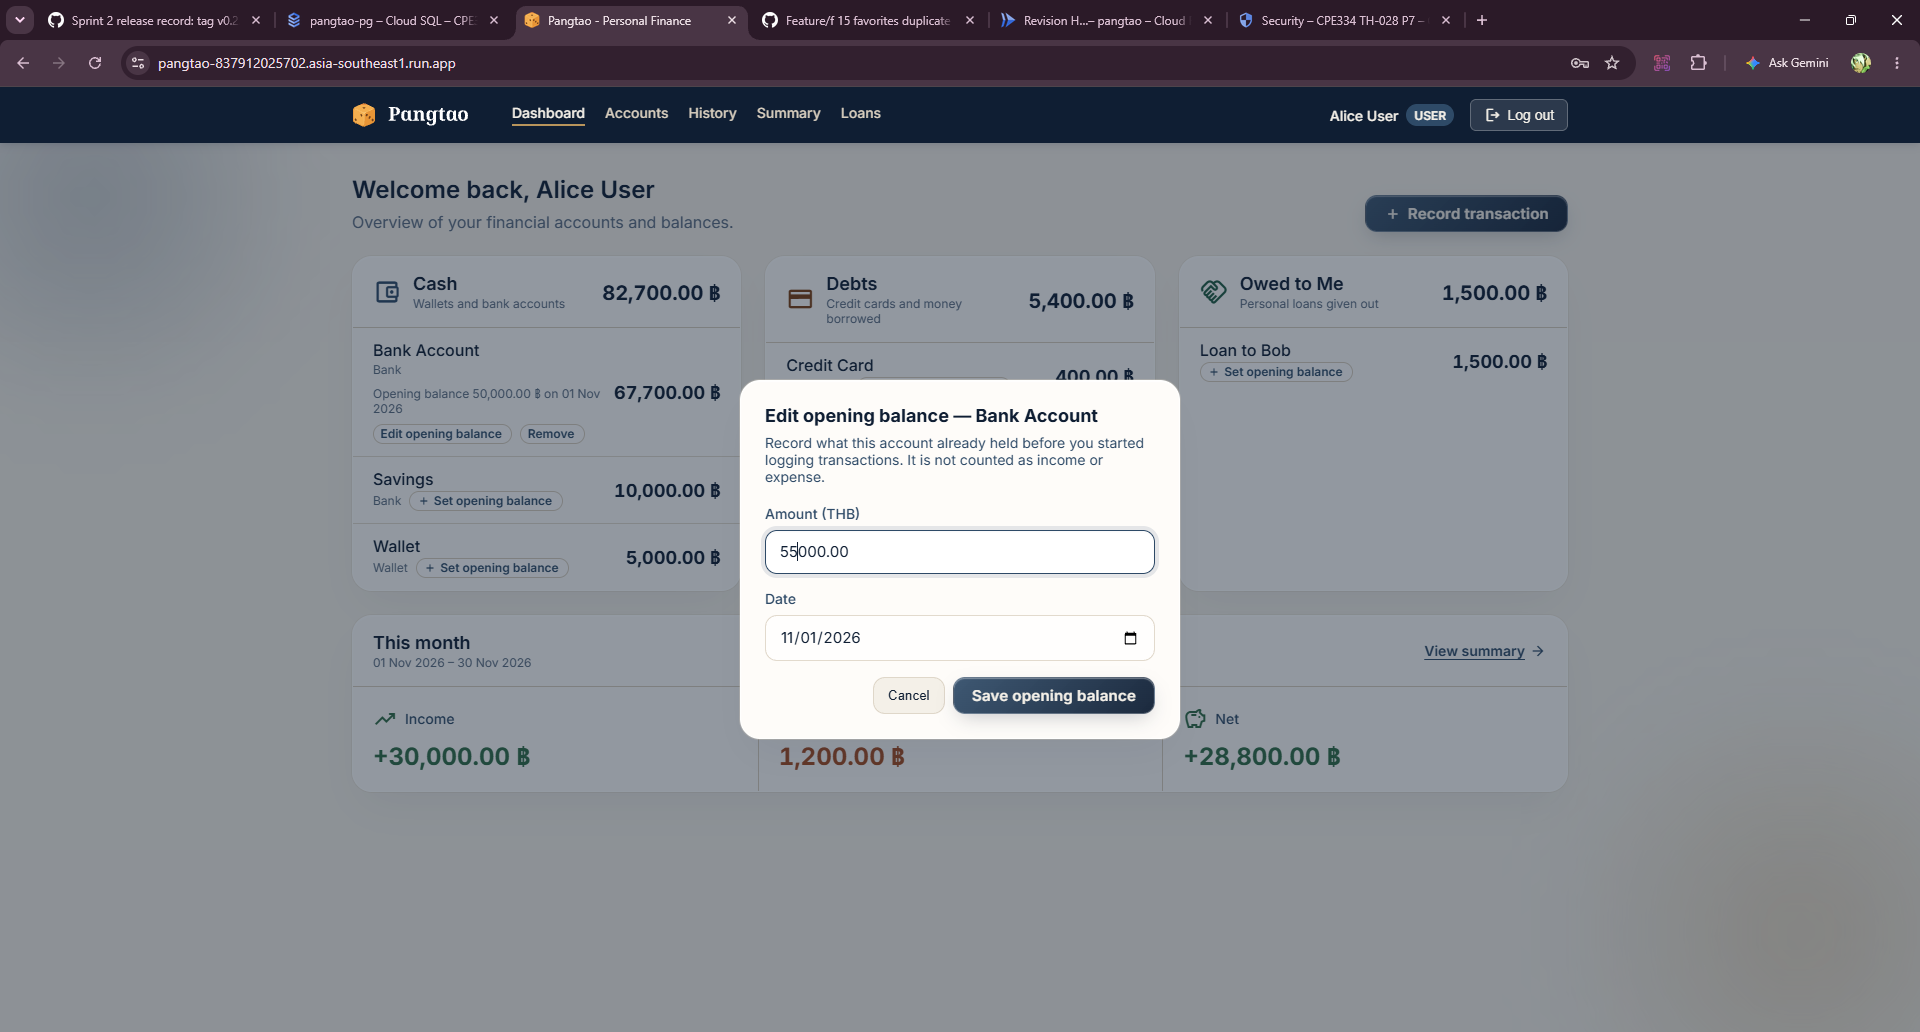 Sprint 2 release record: tag v0.2
pangtao-pg – Cloud SQL – CPE
Pangtao - Personal Finance
Feature/f 15 favorites duplicate
Revision H...– pangtao – Cloud
Security – CPE334 TH-028 P7 –
pangtao-837912025702.asia-southeast1.run.app
Ask Gemini
Pangtao
Dashboard
Accounts
History
Summary
Loans
Alice User
USER
Log out
Welcome back, Alice User
Overview of your financial accounts and balances.
+ Record transaction
Cash
Wallets and bank accounts
82,700.00 ฿
Bank Account
Bank
Opening balance 50,000.00 ฿ on 01 Nov
2026
67,700.00 ฿
Edit opening balance
Remove
Savings
Bank
+ Set opening balance
10,000.00 ฿
Wallet
Wallet
+ Set opening balance
5,000.00 ฿
Debts
Credit cards and money
borrowed
5,400.00 ฿
Credit Card
400.00 ฿
Owed to Me
Personal loans given out
1,500.00 ฿
Loan to Bob
+ Set opening balance
1,500.00 ฿
Edit opening balance — Bank Account
Record what this account already held before you started
logging transactions. It is not counted as income or
expense.
Amount (THB)
55000.00
Date
11/01/2026
Cancel
Save opening balance
This month
01 Nov 2026 – 30 Nov 2026
View summary →
Income
+30,000.00 ฿
1,200.00 ฿
Net
+28,800.00 ฿